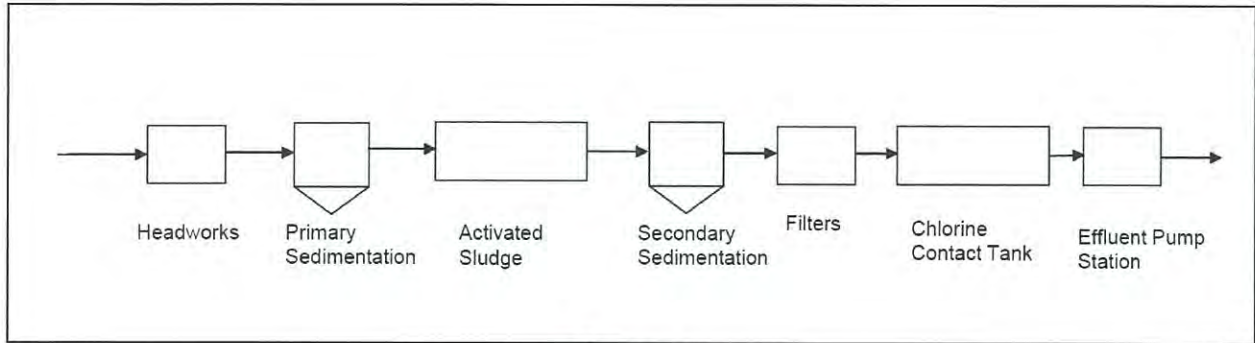 Headworks
Primary
Sedimentation
Activated
Sludge
Secondary
Sedimentation
Filters
Chlorine
Contact Tank
Effluent Pump
Station